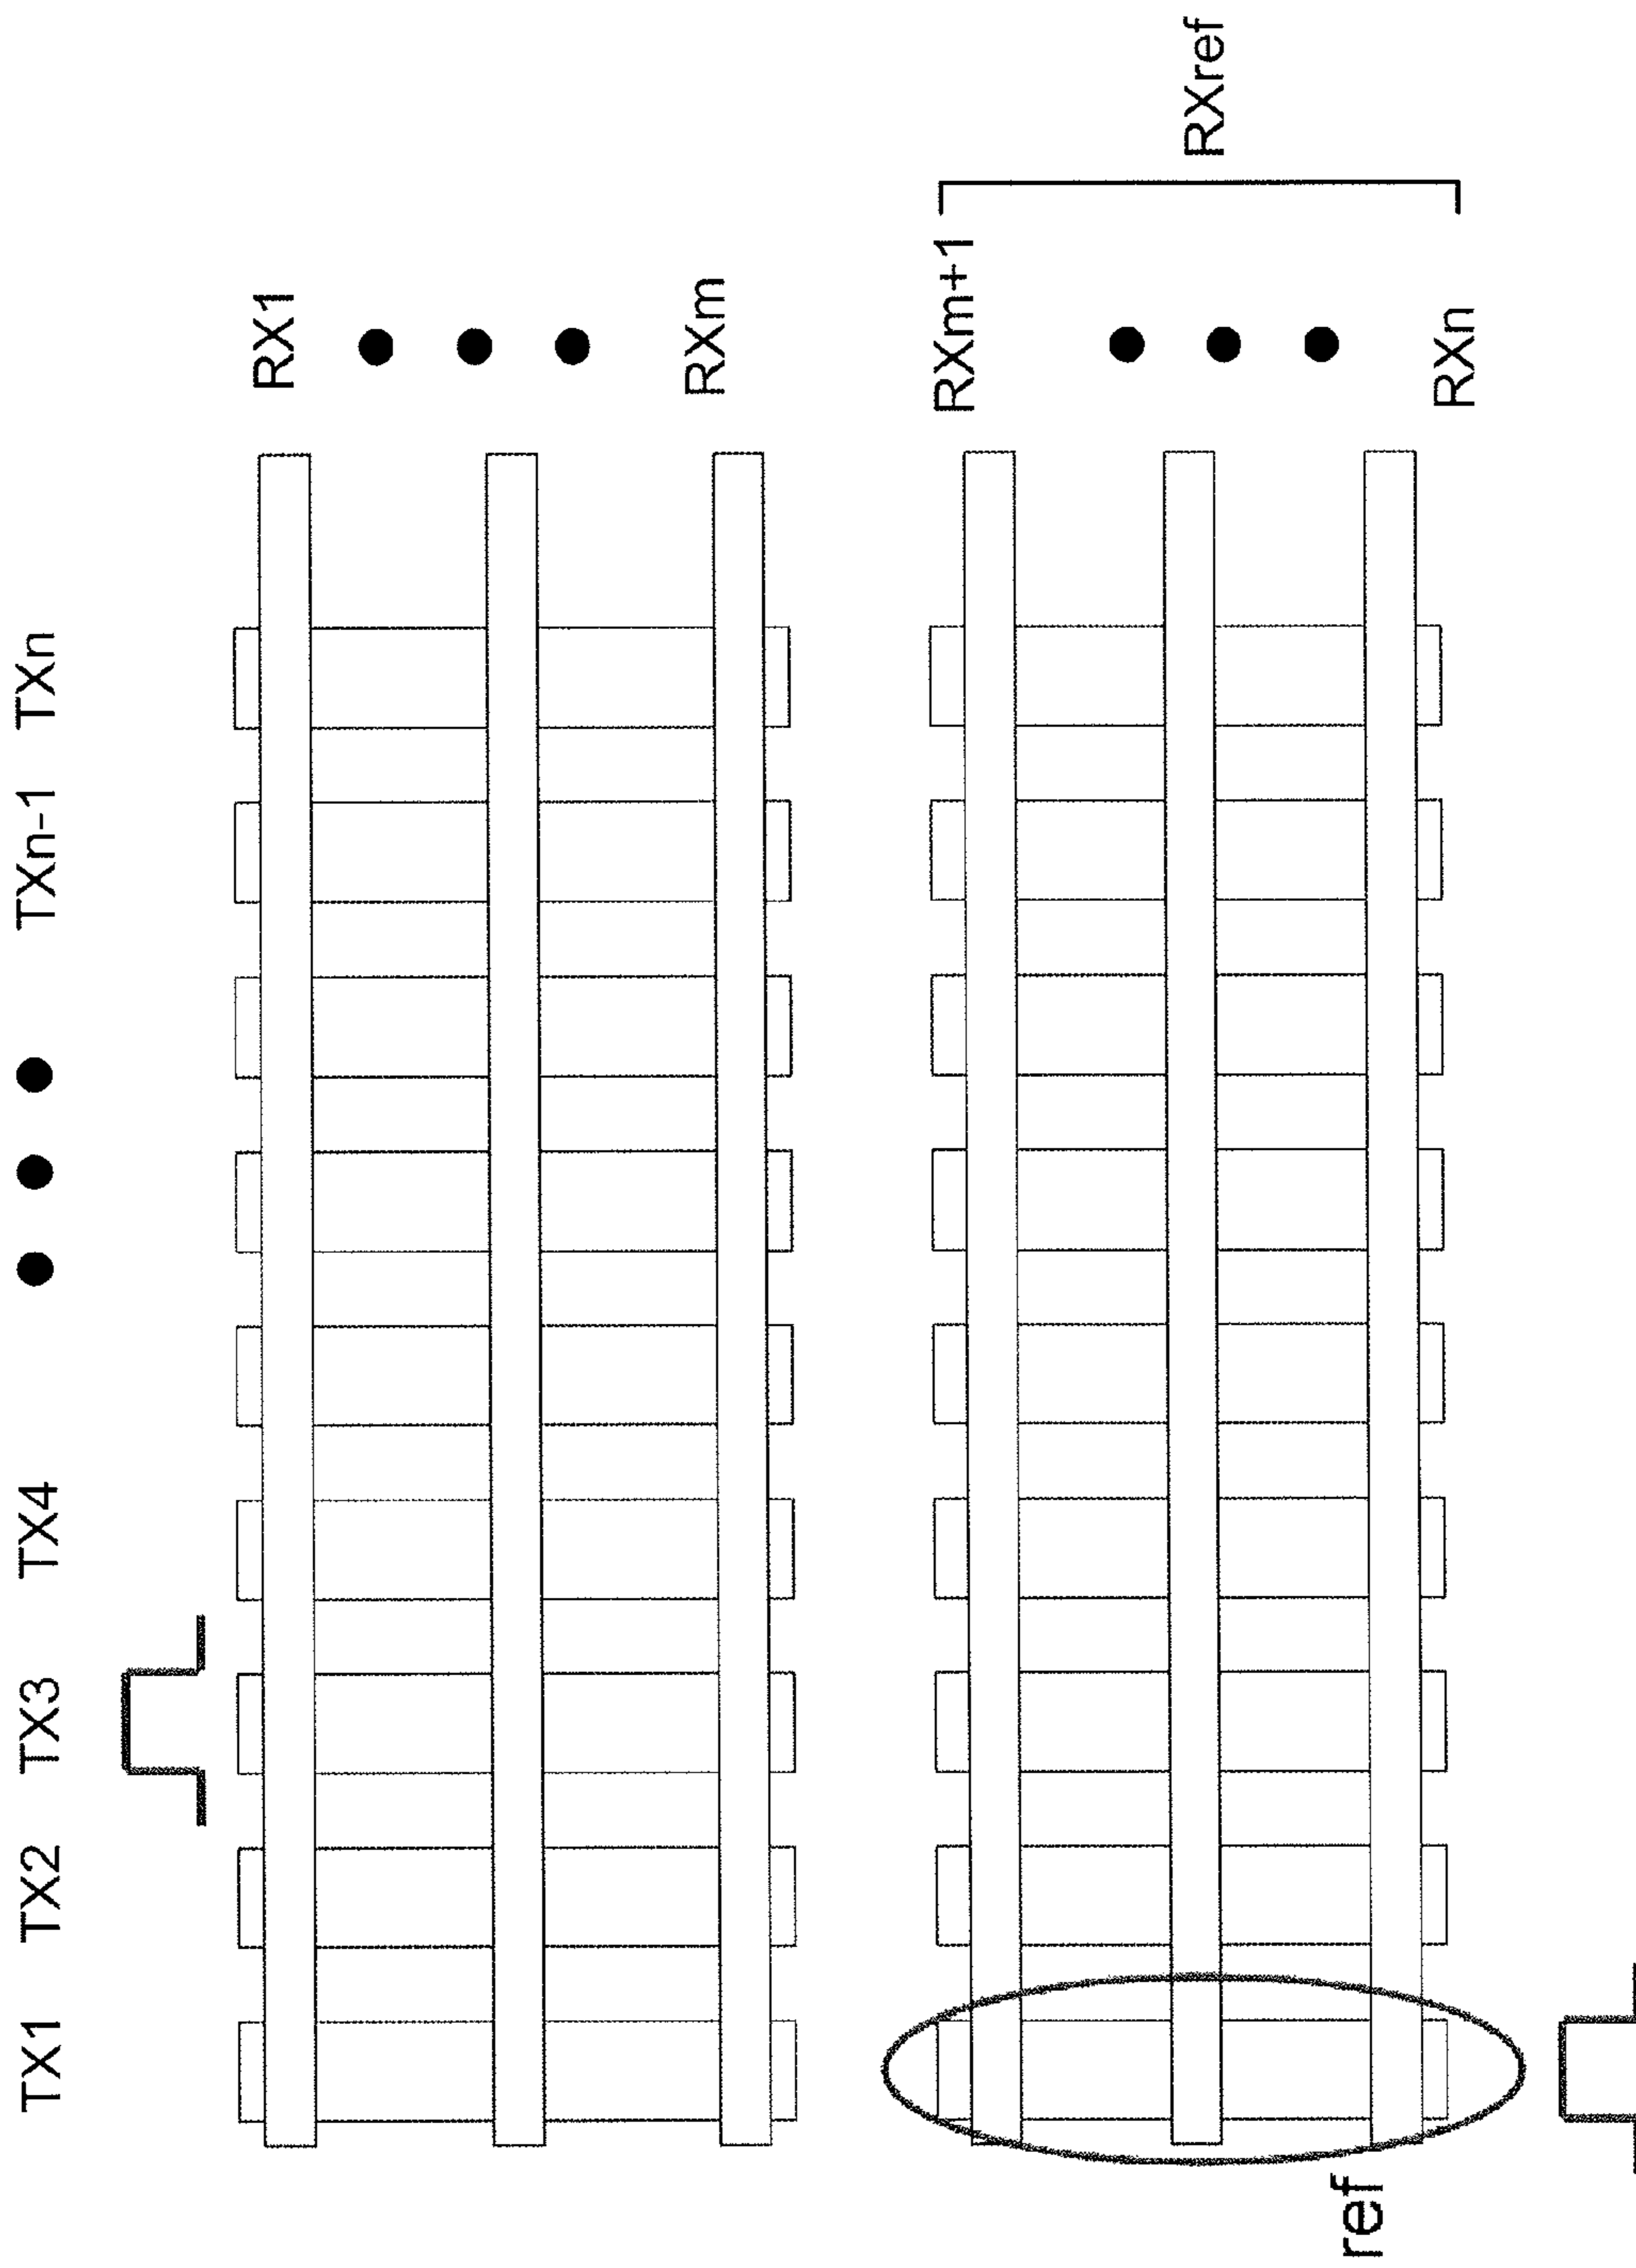 TX1 TX2 TX3 TX4 ● ● ● TXn-1 TXn
RX1
●
●
●
RXm
RXm+1
●
●
●
RXn
RXref
ref